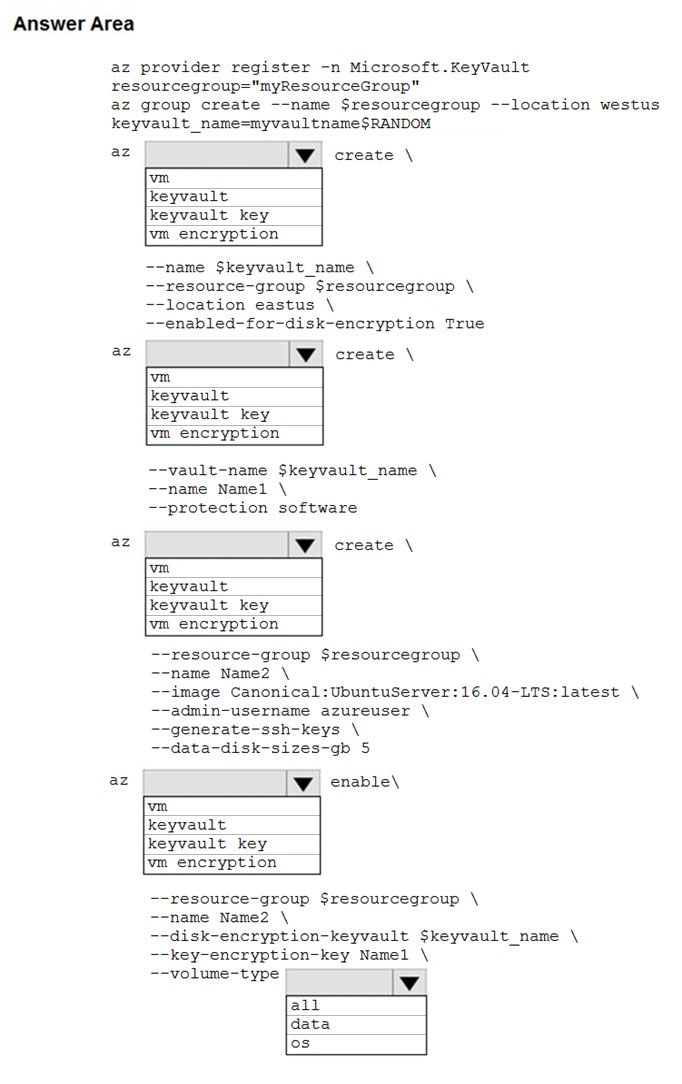 Answer Area
az provider register -n Microsoft.KeyVault
resourcegroup="myResourceGroup"
az group create --name $resourcegroup --location westus
keyvault_name=myvaultname$RANDOM
az create \
vm
keyvault
keyvault key
vm encryption
--name $keyvault_name \
--resource-group $resourcegroup \
--location eastus \
--enabled-for-disk-encryption True
az create \
vm
keyvault
keyvault key
vm encryption
--vault-name $keyvault_name \
--name Name1 \
--protection software
az create \
vm
keyvault
keyvault key
vm encryption
--resource-group $resourcegroup \
--name Name2 \
--image Canonical:UbuntuServer:16.04-LTS:latest \
--admin-username azureuser \
--generate-ssh-keys \
--data-disk-sizes-gb 5
az enable\
vm
keyvault
keyvault key
vm encryption
--resource-group $resourcegroup \
--name Name2 \
--disk-encryption-keyvault $keyvault_name \
--key-encryption-key Name1 \
--volume-type
all
data
os